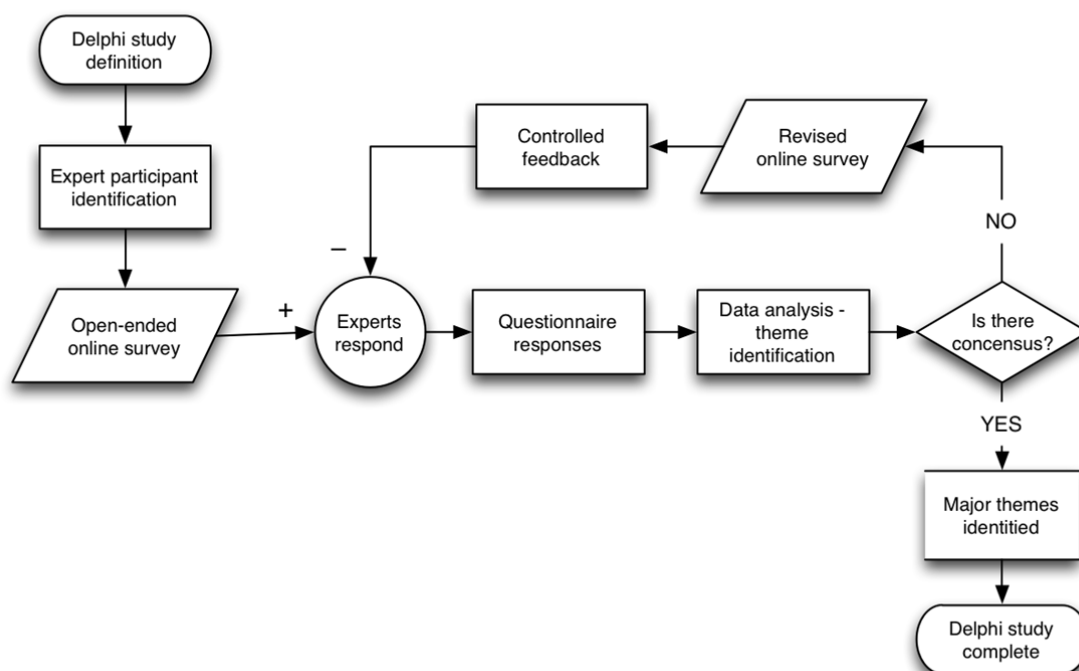 Delphi study
definition
Expert participant
identification
Open-ended
online survey
+
−
Experts
respond
Questionnaire
responses
Data analysis -
theme
identification
Is there
concensus?
NO
Revised
online survey
Controlled
feedback
YES
Major themes
identitied
Delphi study
complete